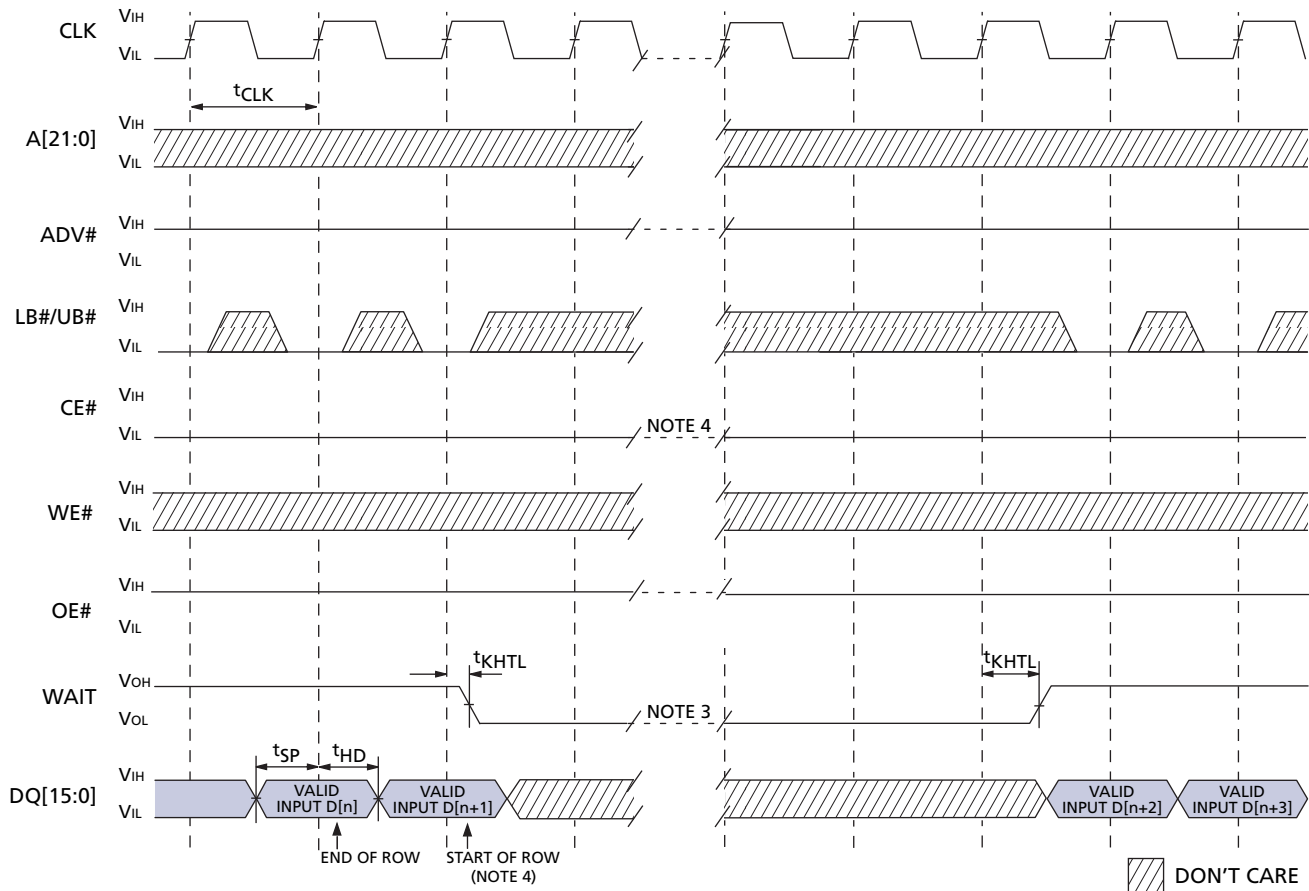 CLK
VIH
VIL
tCLK
A[21:0]
VIH
VIL
ADV#
VIH
VIL
LB#/UB#
VIH
VIL
CE#
VIH
VIL
NOTE 4
WE#
VIH
VIL
OE#
VIH
VIL
WAIT
VOH
VOL
tKHTL
NOTE 3
tKHTL
DQ[15:0]
VIH
VIL
tSP
tHD
VALID
INPUT D[n]
VALID
INPUT D[n+1]
VALID
INPUT D[n+2]
VALID
INPUT D[n+3]
END OF ROW
START OF ROW
(NOTE 4)
DON'T CARE